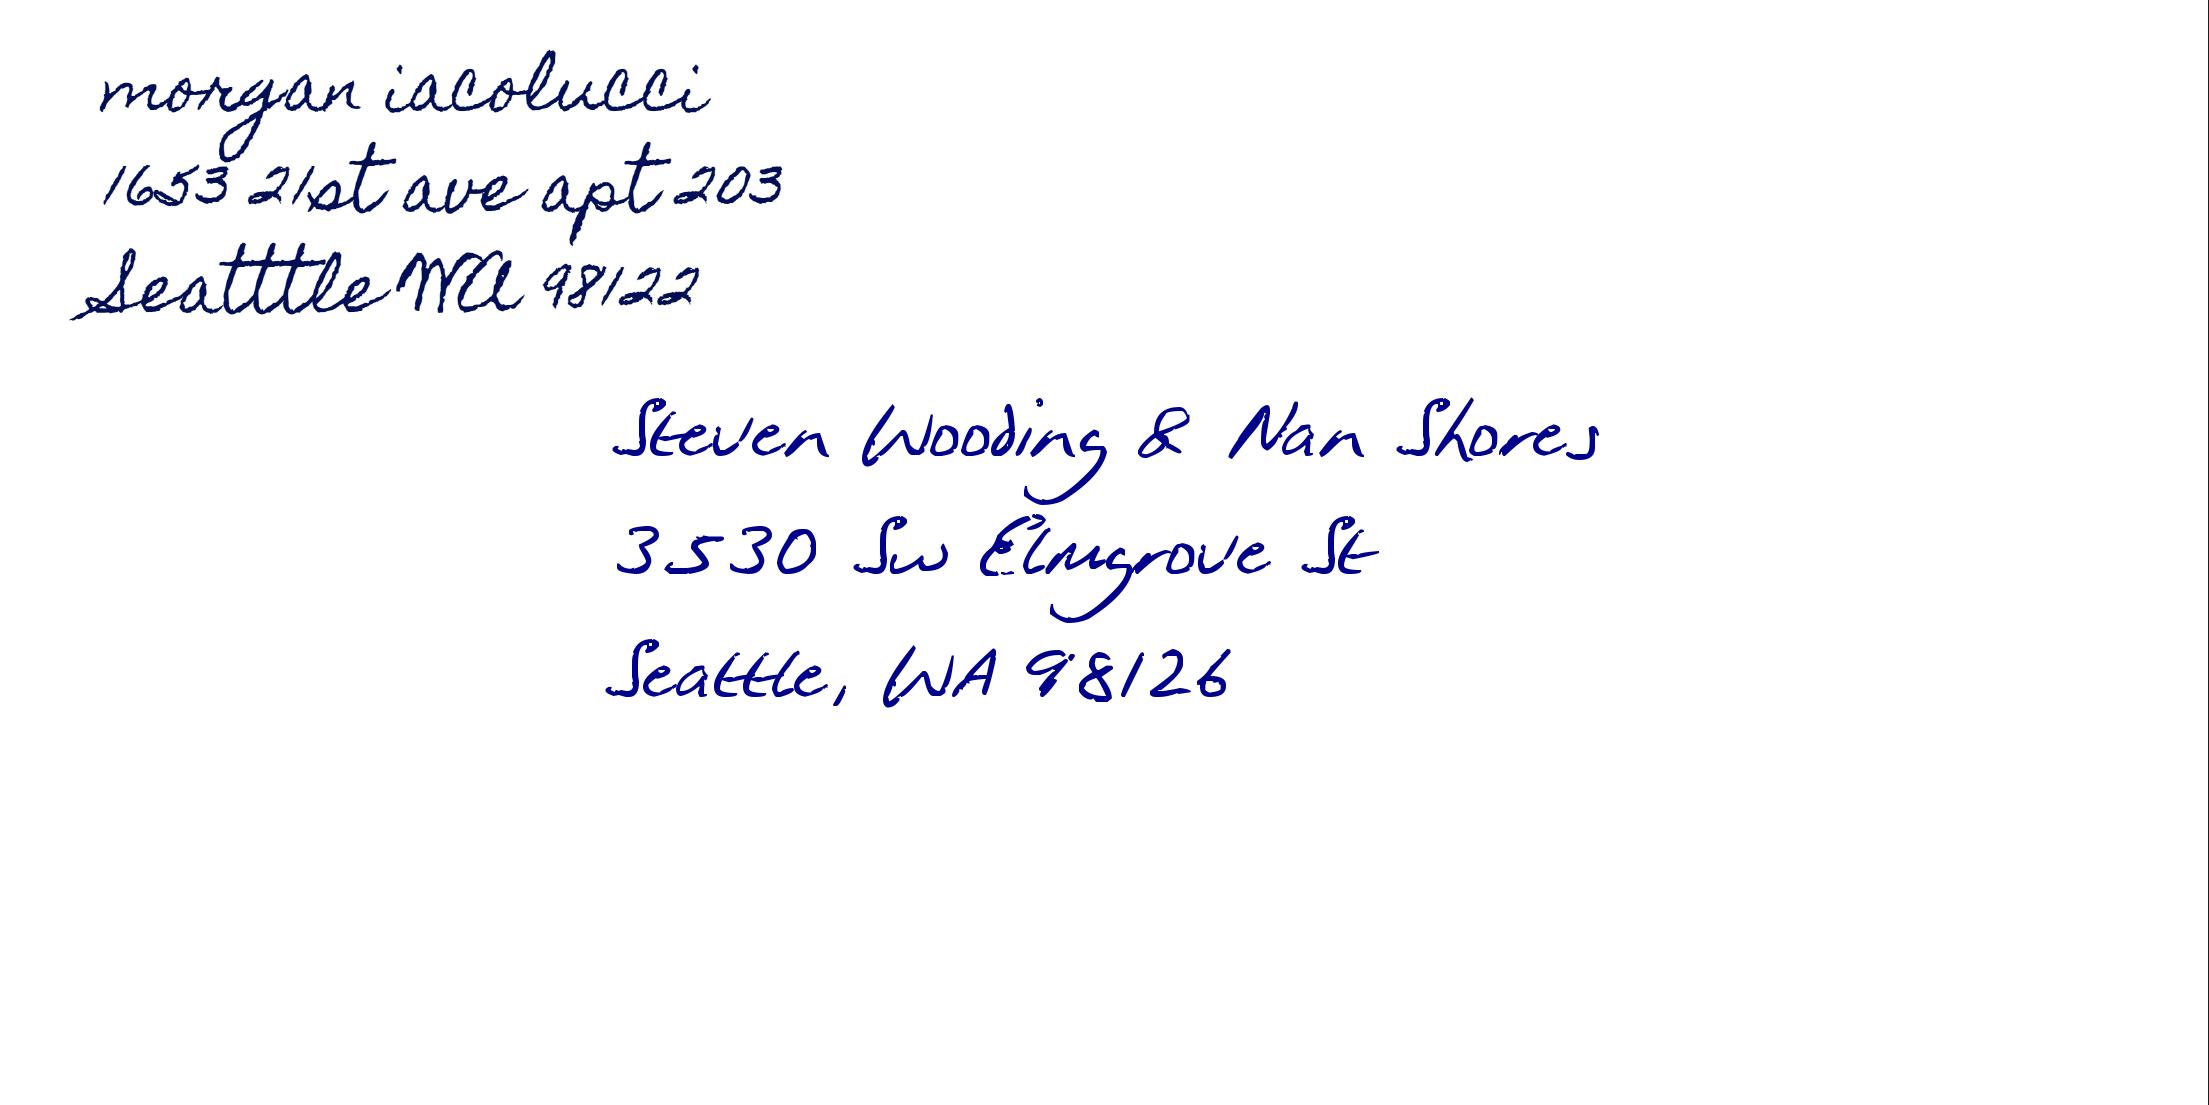 morgan iacolucci
1653 21st ave apt 203
Seatttle WA 98122
Steven Wooding & Nan Shores
3530 SW Elmgrove St
Seattle, WA 98126